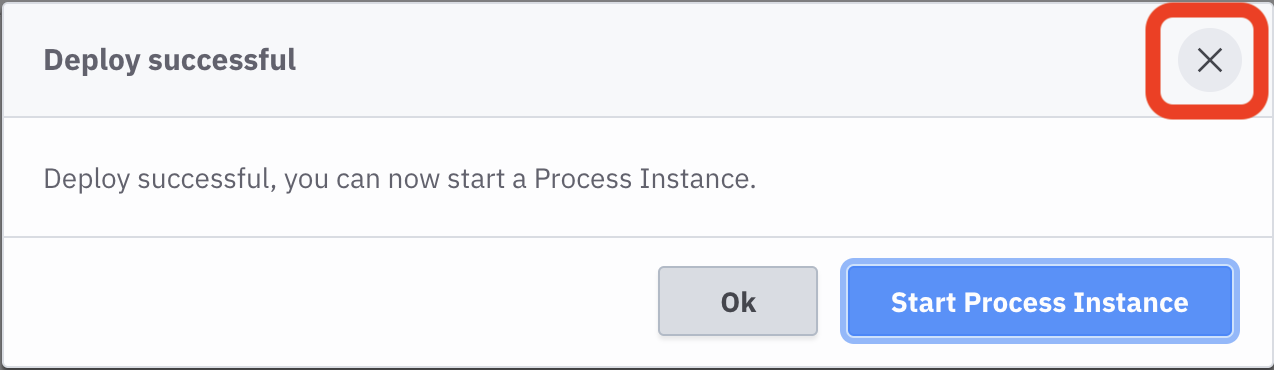 Deploy successful
Deploy successful, you can now start a Process Instance.
Ok
Start Process Instance